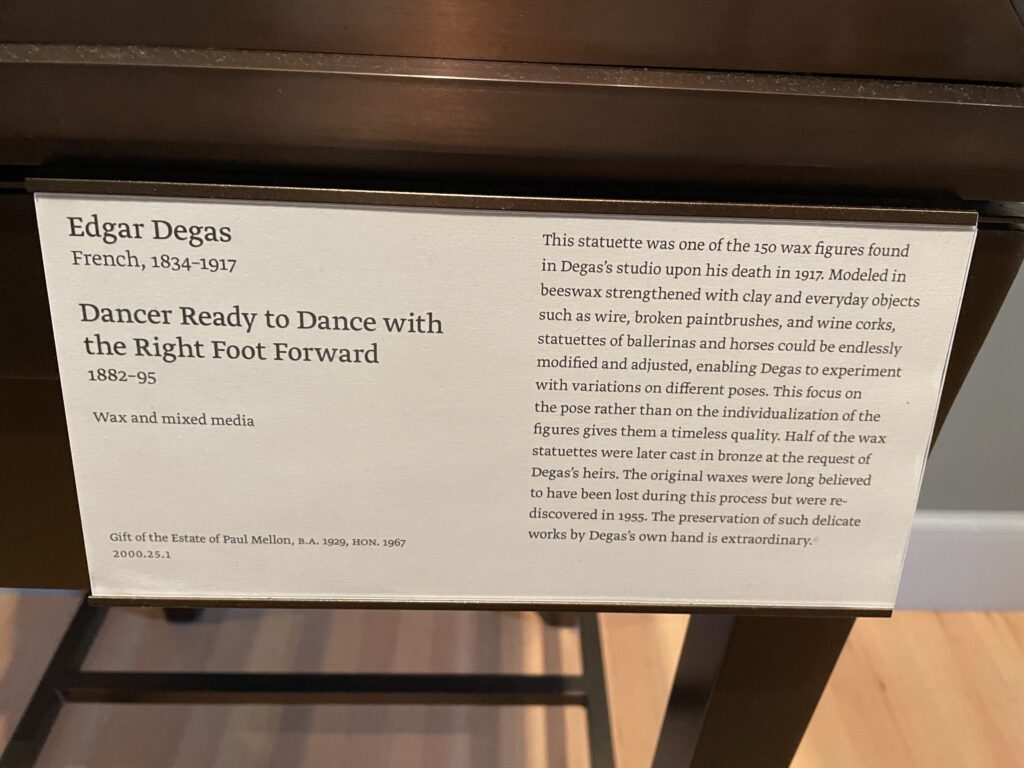 Edgar Degas
French, 1834–1917
Dancer Ready to Dance with
the Right Foot Forward
1882–95
Wax and mixed media
Gift of the Estate of Paul Mellon, B.A. 1929, HON. 1967
2000.25.1
This statuette was one of the 150 wax figures found
in Degas's studio upon his death in 1917. Modeled in
beeswax strengthened with clay and everyday objects
such as wire, broken paintbrushes, and wine corks,
statuettes of ballerinas and horses could be endlessly
modified and adjusted, enabling Degas to experiment
with variations on different poses. This focus on
the pose rather than on the individualization of the
figures gives them a timeless quality. Half of the wax
statuettes were later cast in bronze at the request of
Degas's heirs. The original waxes were long believed
to have been lost during this process but were re-
discovered in 1955. The preservation of such delicate
works by Degas's own hand is extraordinary.